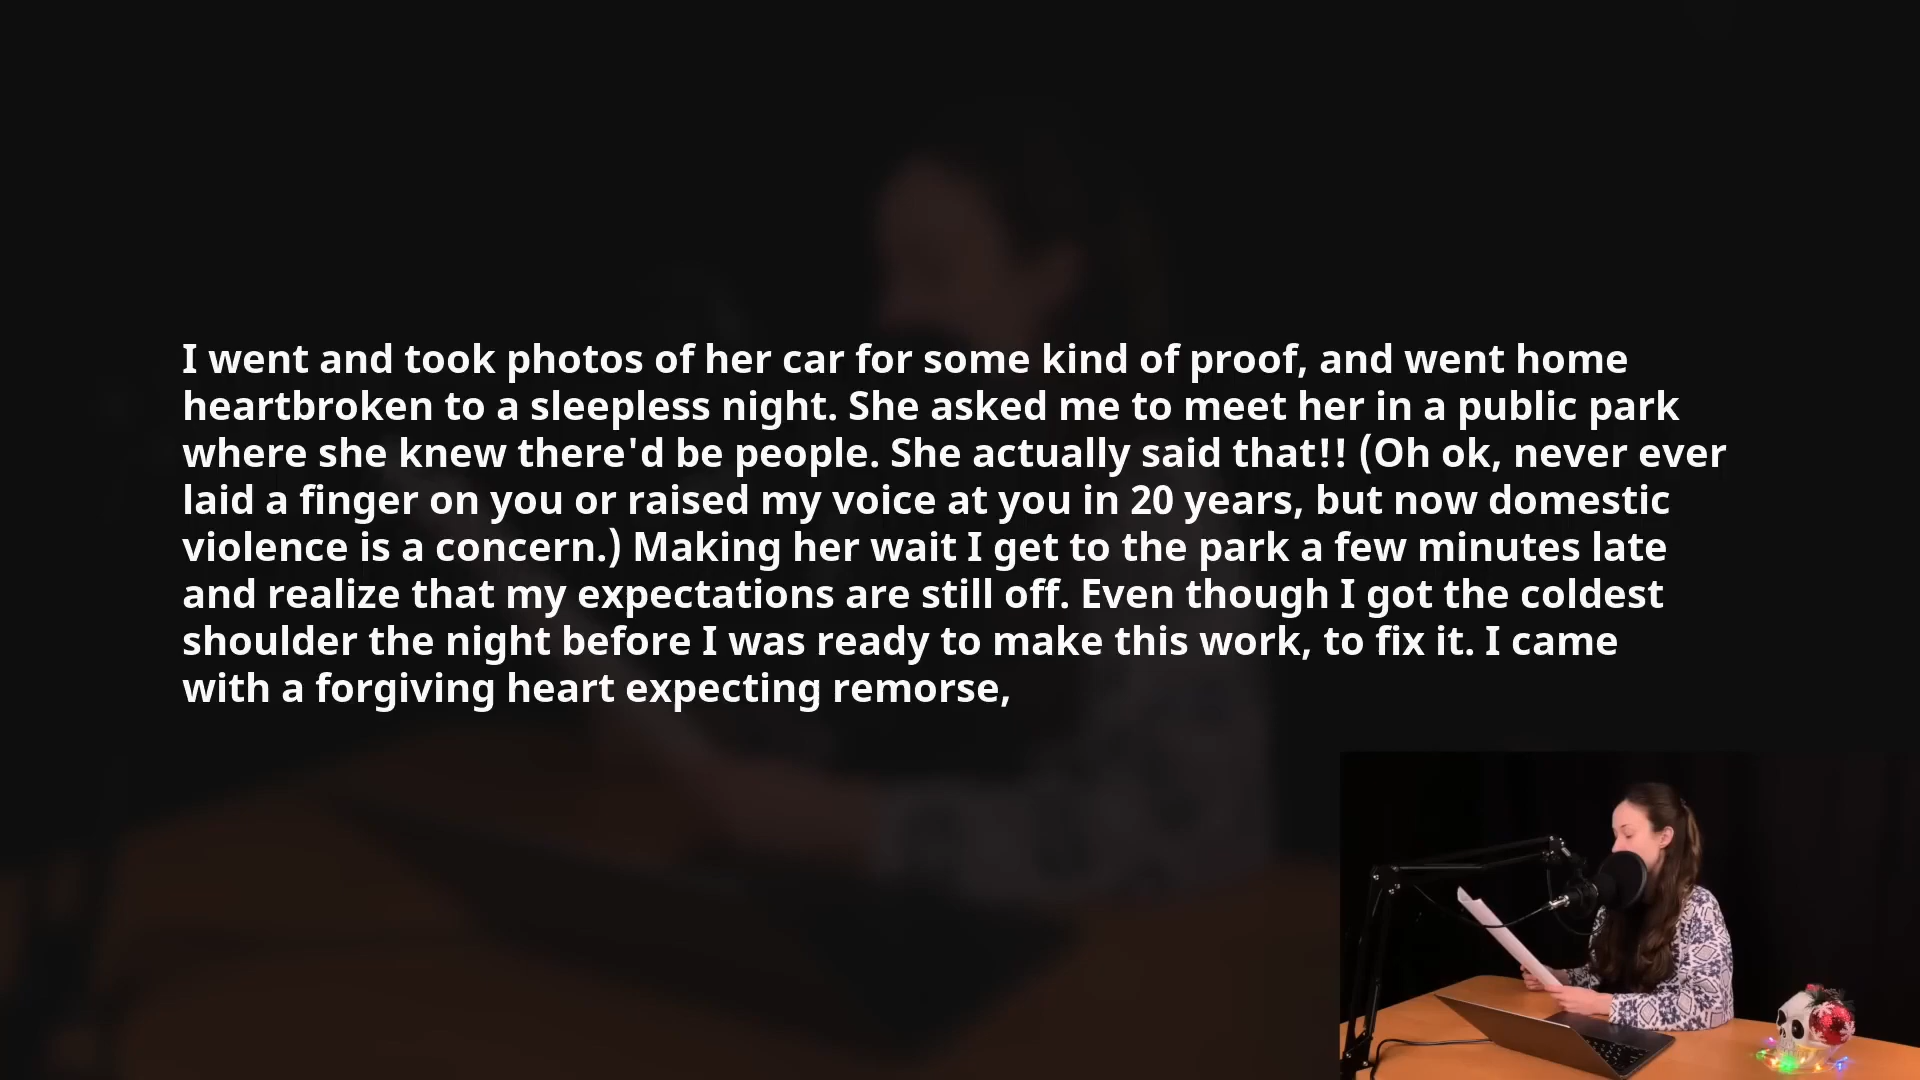 I went and took photos of her car for some kind of proof, and went home
heartbroken to a sleepless night. She asked me to meet her in a public park
where she knew there'd be people. She actually said that!! (Oh ok, never ever
laid a finger on you or raised my voice at you in 20 years, but now domestic
violence is a concern.) Making her wait I get to the park a few minutes late
and realize that my expectations are still off. Even though I got the coldest
shoulder the night before I was ready to make this work, to fix it. I came
with a forgiving heart expecting remorse,